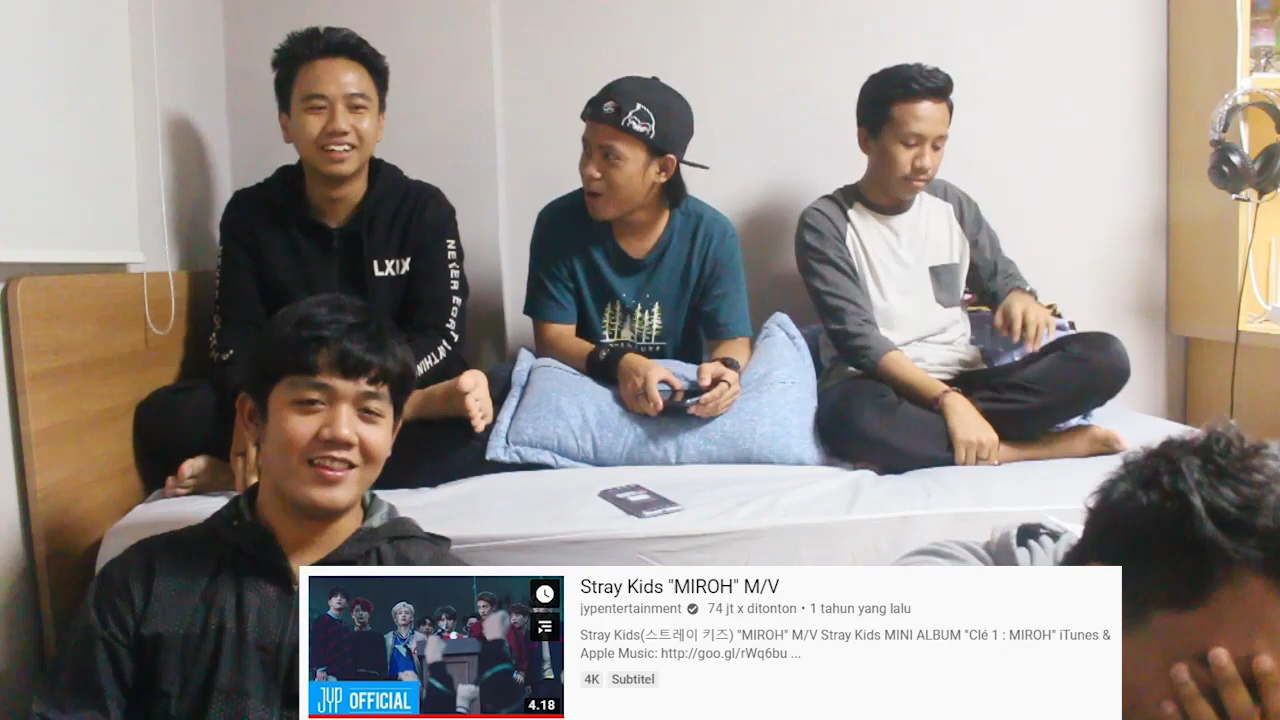 LXIX
NEVER EGRT INTHIN
Stray Kids "MIROH" M/V
jypentertainment 74 jt x ditonton • 1 tahun yang lalu
Stray Kids(스트레이 키즈) "MIROH" M/V Stray Kids MINI ALBUM "Clé 1 : MIROH" iTunes &
Apple Music: http://goo.gl/rWq6bu ...
4K Subtitel
JYP OFFICIAL
4.18